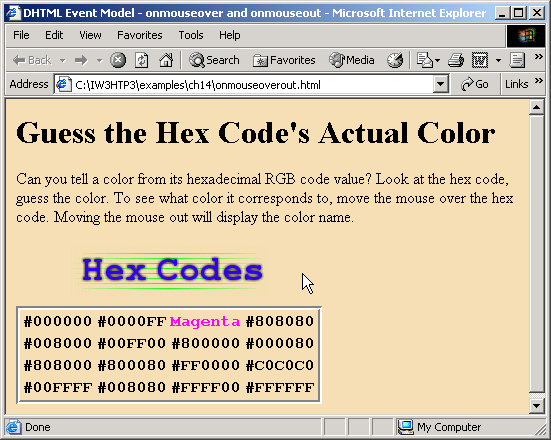 DHTML Event Model - onmouseover and onmouseout - Microsoft Internet Explorer
File Edit View Favorites Tools Help
Back Search Favorites Media
Address C:\IW3HTP3\examples\ch14\onmouseoverout.html Go Links
Guess the Hex Code's Actual Color
Can you tell a color from its hexadecimal RGB code value? Look at the hex code,
guess the color. To see what color it corresponds to, move the mouse over the hex
code. Moving the mouse out will display the color name.
Hex Codes
#000000 #0000FF Magenta #808080
#008000 #00FF00 #800000 #000080
#808000 #800080 #FF0000 #C0C0C0
#00FFFF #008080 #FFFF00 #FFFFFF
Done My Computer